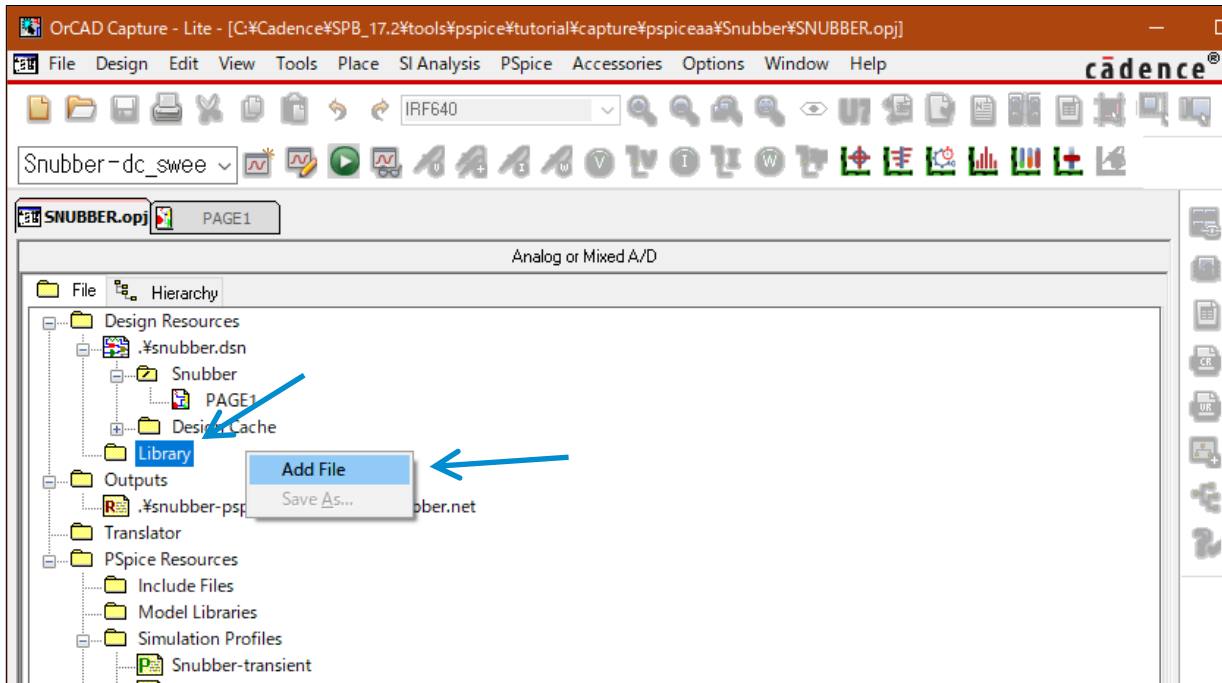 OrCAD Capture - Lite - [C:¥Cadence¥SPB_17.2¥tools¥pspice¥tutorial¥capture¥pspiceaa¥Snubber¥SNUBBER.opj]
File Design Edit View Tools Place SI Analysis PSpice Accessories Options Window Help
cādence®
IRF640
U?
Snubber-dc_swee
V I W
SNUBBER.opj PAGE1
Analog or Mixed A/D
File Hierarchy
Design Resources
.¥snubber.dsn
Snubber
PAGE1
Design Cache
Library
Add File
Outputs
Save As...
.¥snubber-psp bber.net
Translator
PSpice Resources
Include Files
Model Libraries
Simulation Profiles
Snubber-transient
CR
VR